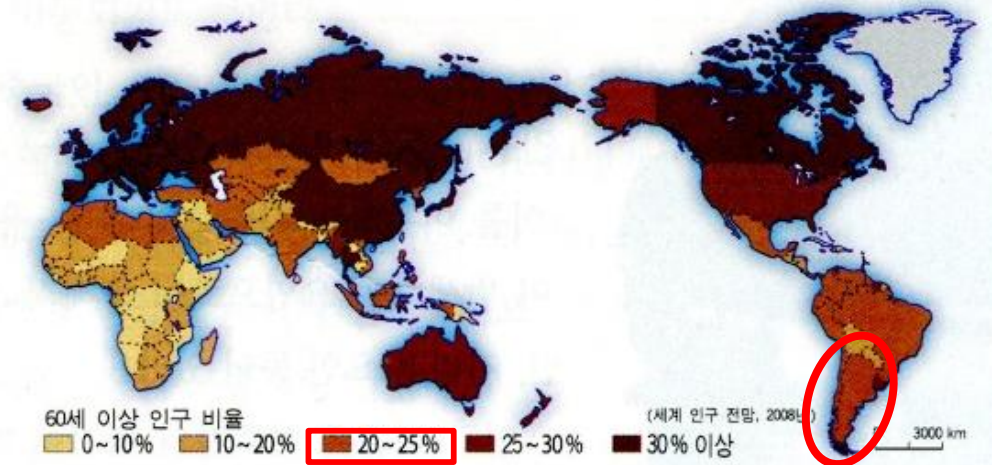 60세 이상 인구 비율
(세계 인구 전망, 2008년)
0~10% 10~20% 20~25% 25~30% 30% 이상
3000 km